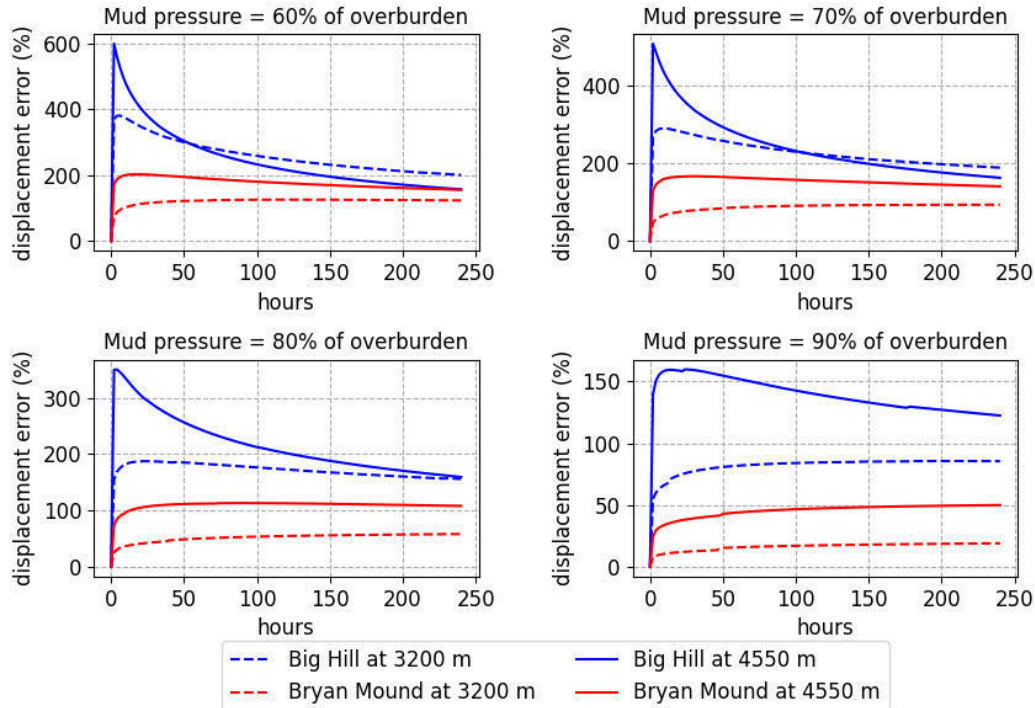 Mud pressure = 60% of overburden
displacement error (%)
600
400
200
0
0 50 100 150 200 250
hours
Mud pressure = 70% of overburden
displacement error (%)
400
200
0
0 50 100 150 200 250
hours
Mud pressure = 80% of overburden
displacement error (%)
300
200
100
0
0 50 100 150 200 250
hours
Mud pressure = 90% of overburden
displacement error (%)
150
100
50
0
0 50 100 150 200 250
hours
Big Hill at 3200 m
Bryan Mound at 3200 m
Big Hill at 4550 m
Bryan Mound at 4550 m